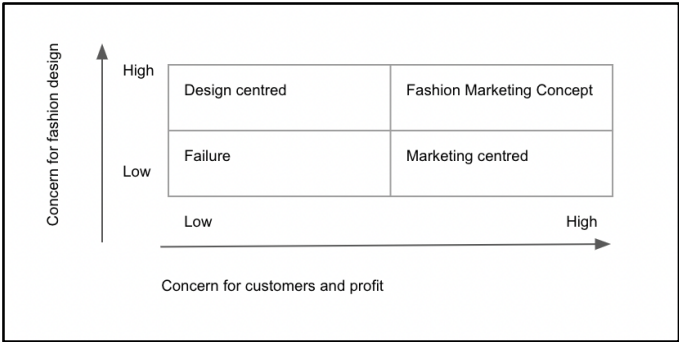 Concern for fashion design
High
Design centred
Fashion Marketing Concept
Low
Failure
Marketing centred
Low
High
Concern for customers and profit